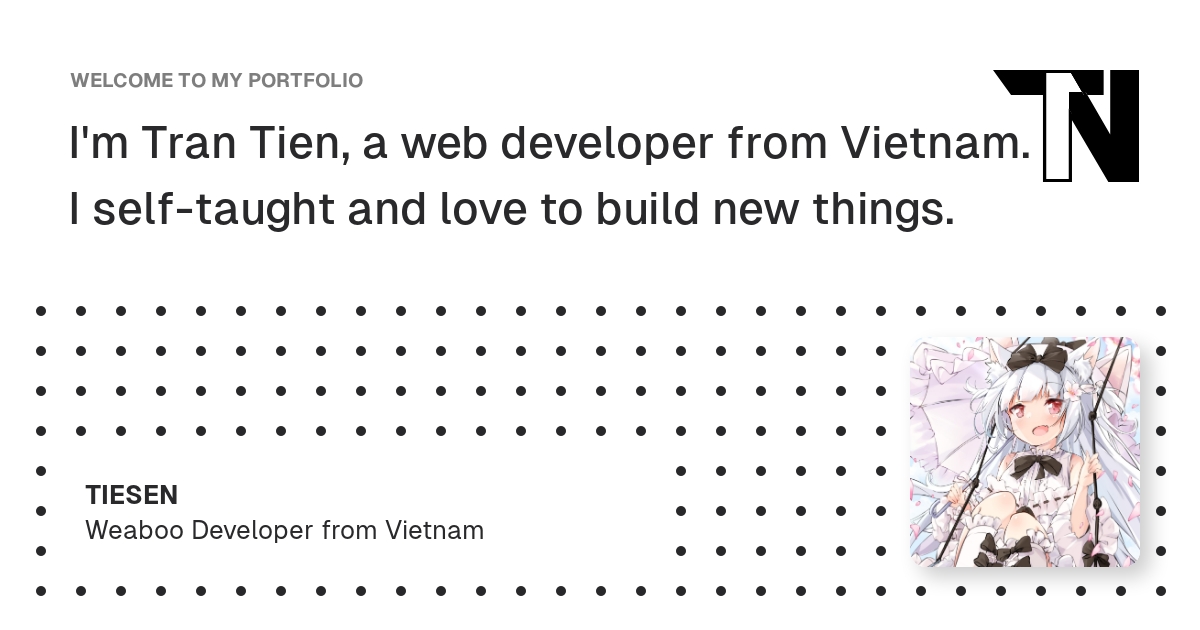 WELCOME TO MY PORTFOLIO
I'm Tran Tien, a web developer from Vietnam.
I self-taught and love to build new things.
TN
TIESEN
Weaboo Developer from Vietnam